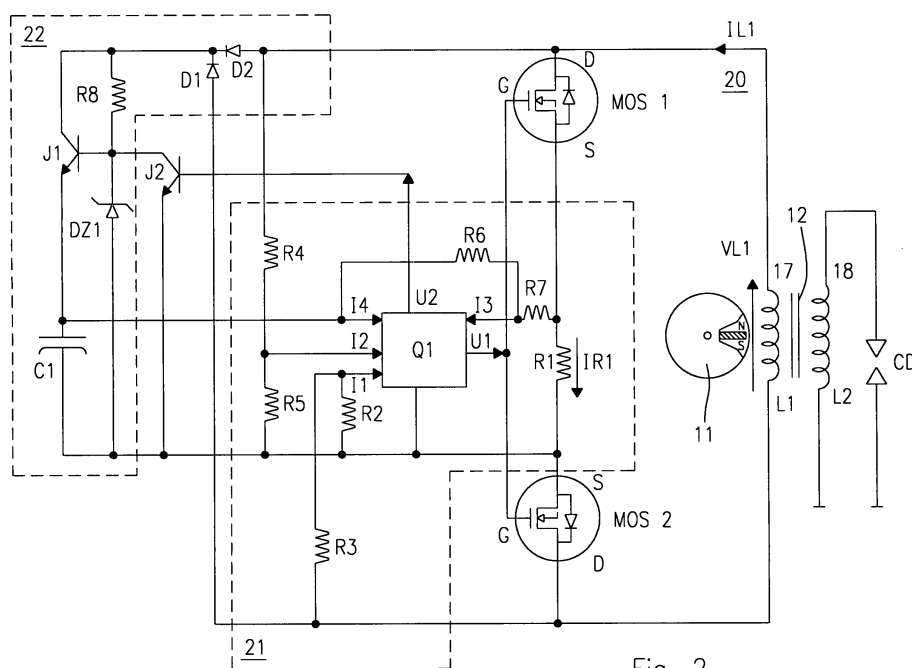 22
IL1
D1
D2
20
D
G
MOS 1
S
R8
J1
J2
DZ1
12
R4
R6
VL1
17
18
R7
I4
U2
I3
I2
Q1
U1
R1
IR1
N
S
CD
C1
I1
R5
R2
11
L1
L2
S
G
MOS 2
D
R3
21
Fig. 2